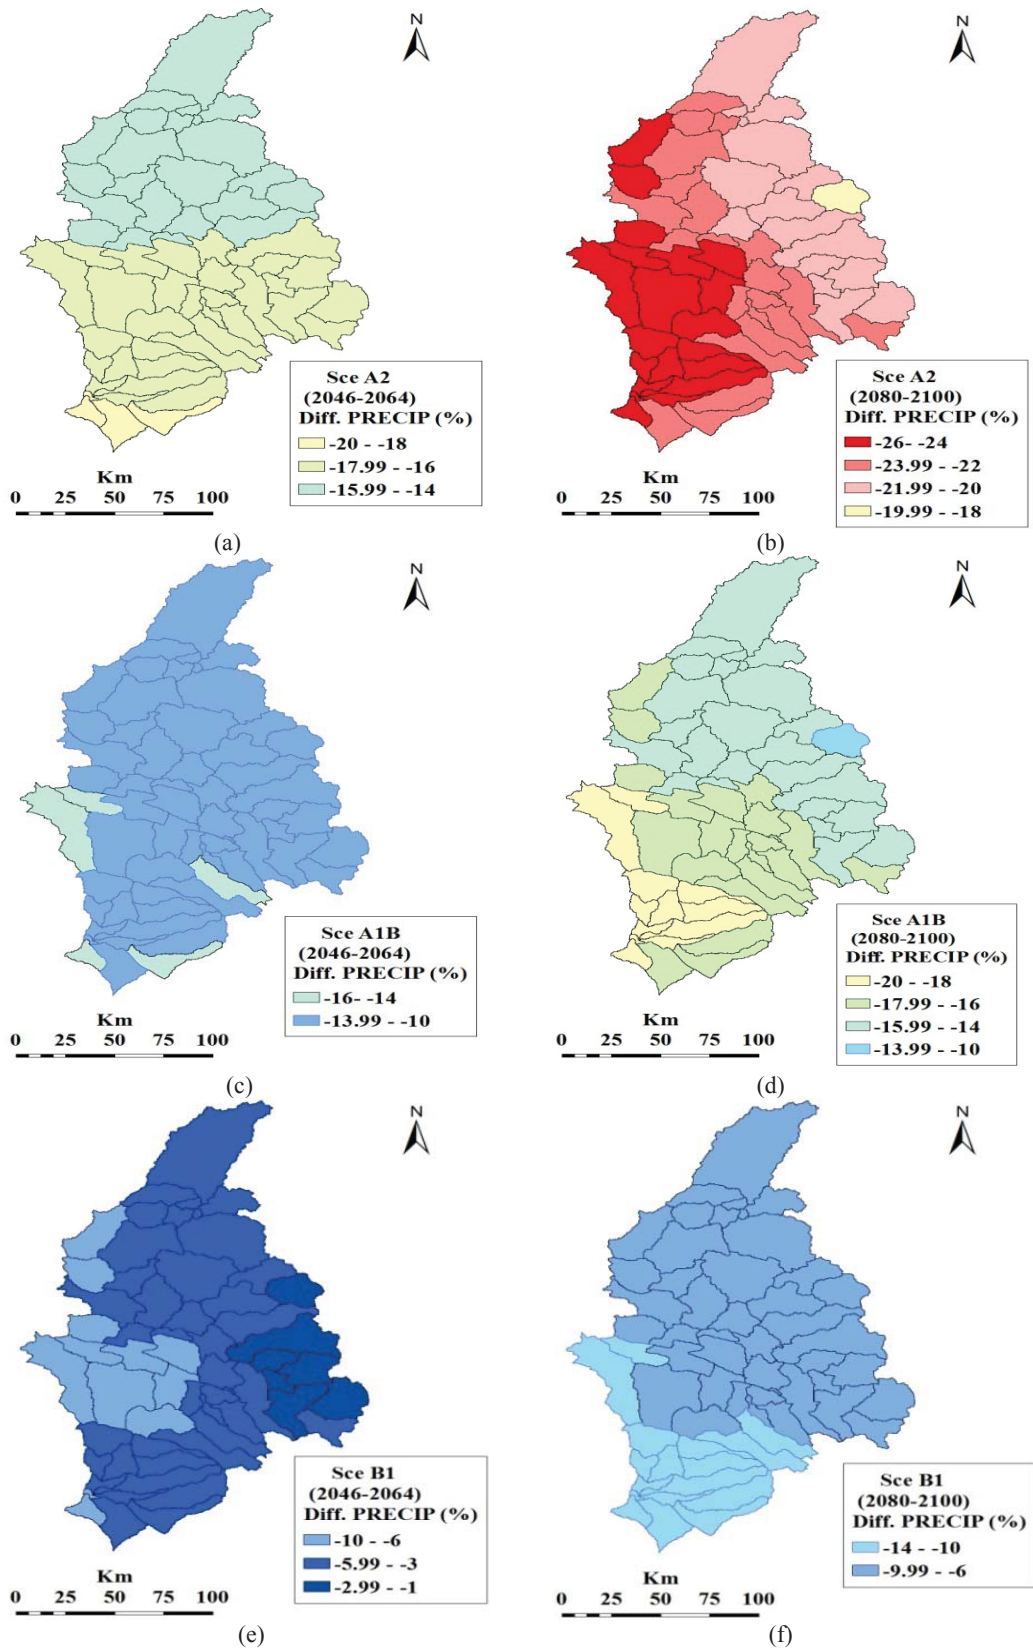 N
Sce A2
(2046-2064)
Diff. PRECIP (%)
-20 - -18
-17.99 - -16
-15.99 - -14
Km
0 25 50 75 100
(a)
N
Sce A2
(2080-2100)
Diff. PRECIP (%)
-26- -24
-23.99 - -22
-21.99 - -20
-19.99 - -18
Km
0 25 50 75 100
(b)
N
Sce A1B
(2046-2064)
Diff. PRECIP (%)
-16- -14
-13.99 - -10
Km
0 25 50 75 100
(c)
N
Sce A1B
(2080-2100)
Diff. PRECIP (%)
-20 - -18
-17.99 - -16
-15.99 - -14
-13.99 - -10
Km
0 25 50 75 100
(d)
N
Sce B1
(2046-2064)
Diff. PRECIP (%)
-10 - -6
-5.99 - -3
-2.99 - -1
Km
0 25 50 75 100
(e)
N
Sce B1
(2080-2100)
Diff. PRECIP (%)
-14 - -10
-9.99 - -6
Km
0 25 50 75 100
(f)